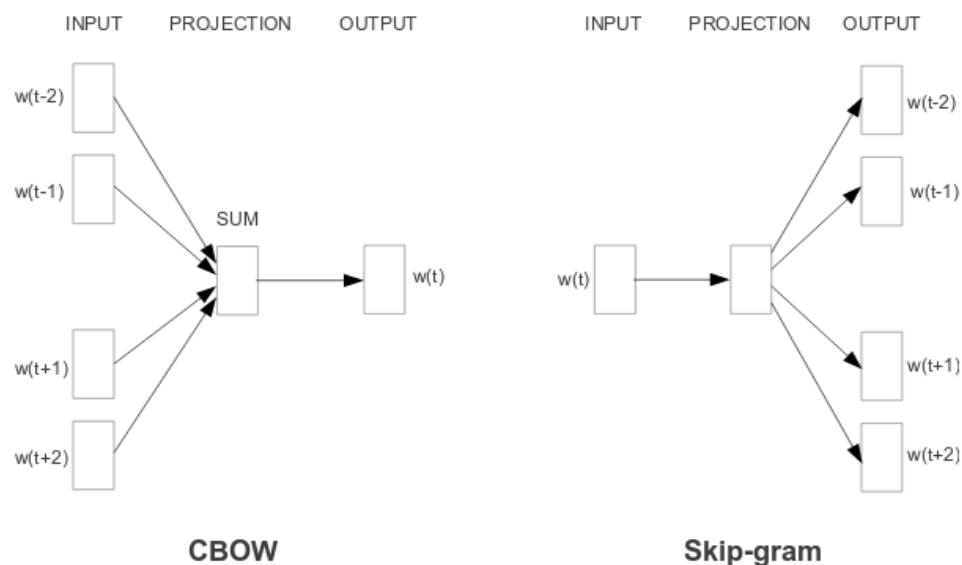 INPUT PROJECTION OUTPUT
w(t-2)
w(t-1)
SUM
w(t)
w(t+1)
w(t+2)
CBOW
INPUT PROJECTION OUTPUT
w(t-2)
w(t-1)
w(t)
w(t+1)
w(t+2)
Skip-gram